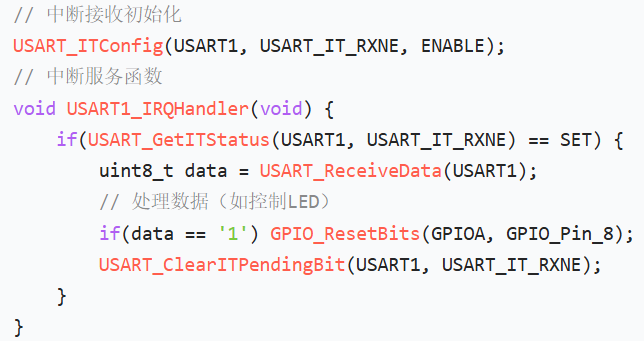 // 中断接收初始化
USART_ITConfig(USART1, USART_IT_RXNE, ENABLE);
// 中断服务函数
void USART1_IRQHandler(void) {
    if(USART_GetITStatus(USART1, USART_IT_RXNE) == SET) {
        uint8_t data = USART_ReceiveData(USART1);
        // 处理数据（如控制LED）
        if(data == '1') GPIO_ResetBits(GPIOA, GPIO_Pin_8);
        USART_ClearITPendingBit(USART1, USART_IT_RXNE);
    }
}